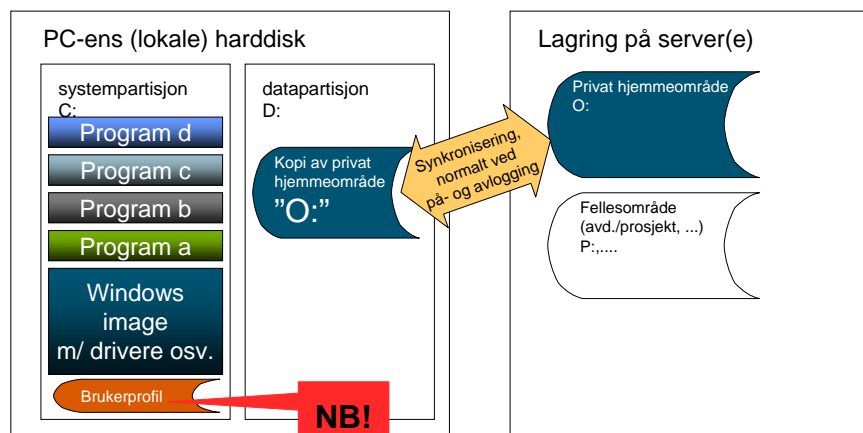 PC-ens (lokale) harddisk
systempartisjon
C:
Program d
Program c
Program b
Program a
Windows
image
m/ drivere osv.
Brukerprofil
NB!
datapartisjon
D:
Kopi av privat
hjemmeområde
”O:”
Synkronisering,
normalt ved
på- og avlogging
Lagring på server(e)
Privat hjemmeområde
O:
Fellesområde
(avd./prosjekt, ...)
P:,....